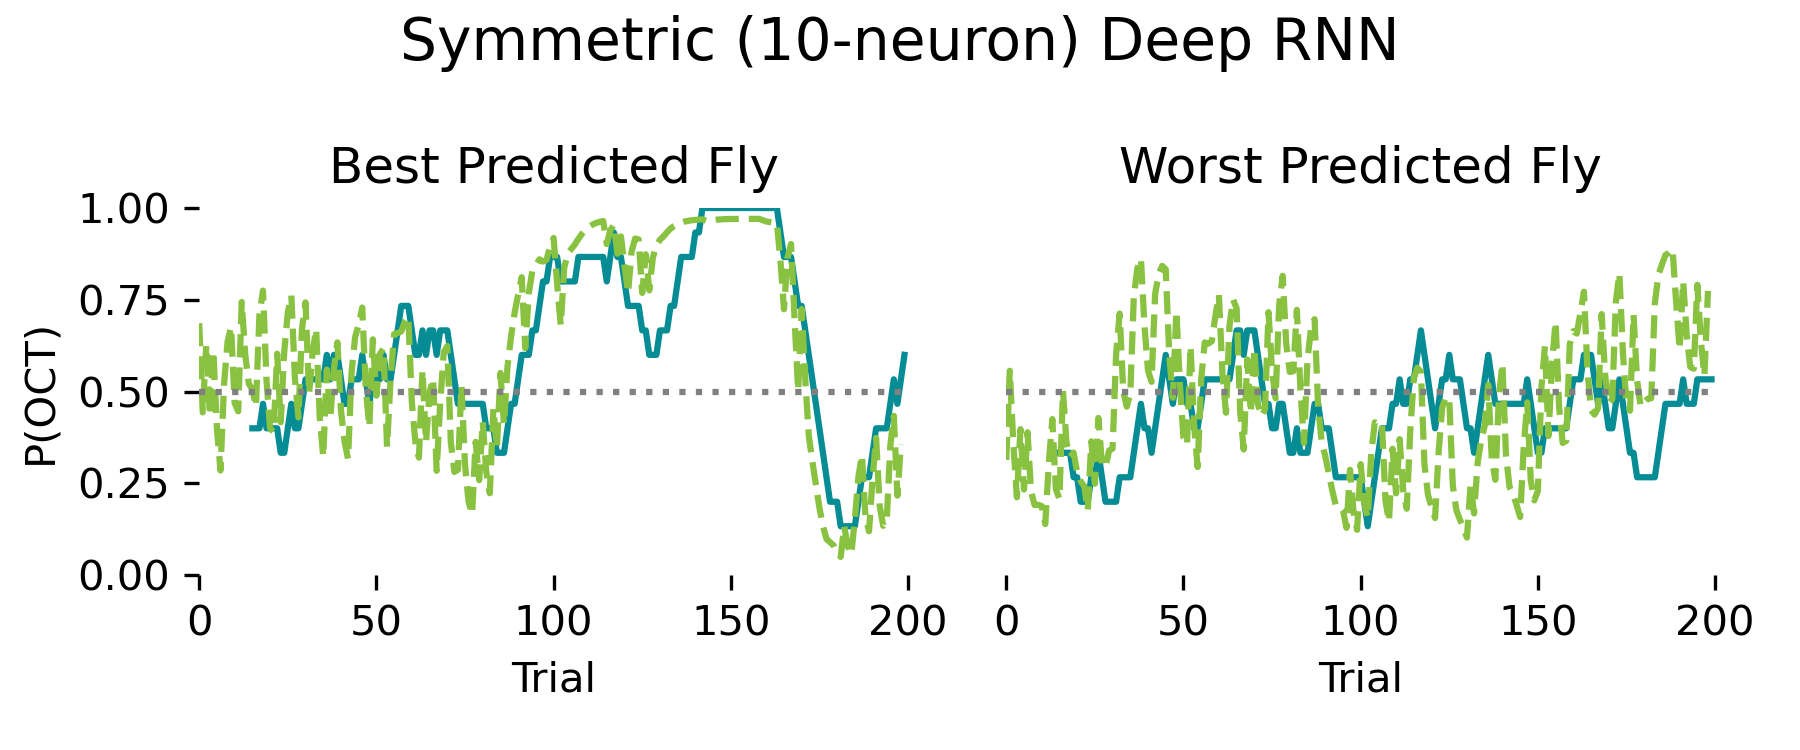 Symmetric (10-neuron) Deep RNN
Best Predicted Fly
Worst Predicted Fly
P(OCT)
1.00
0.75
0.50
0.25
0.00
0 50 100 150 200
0 50 100 150 200
Trial
Trial